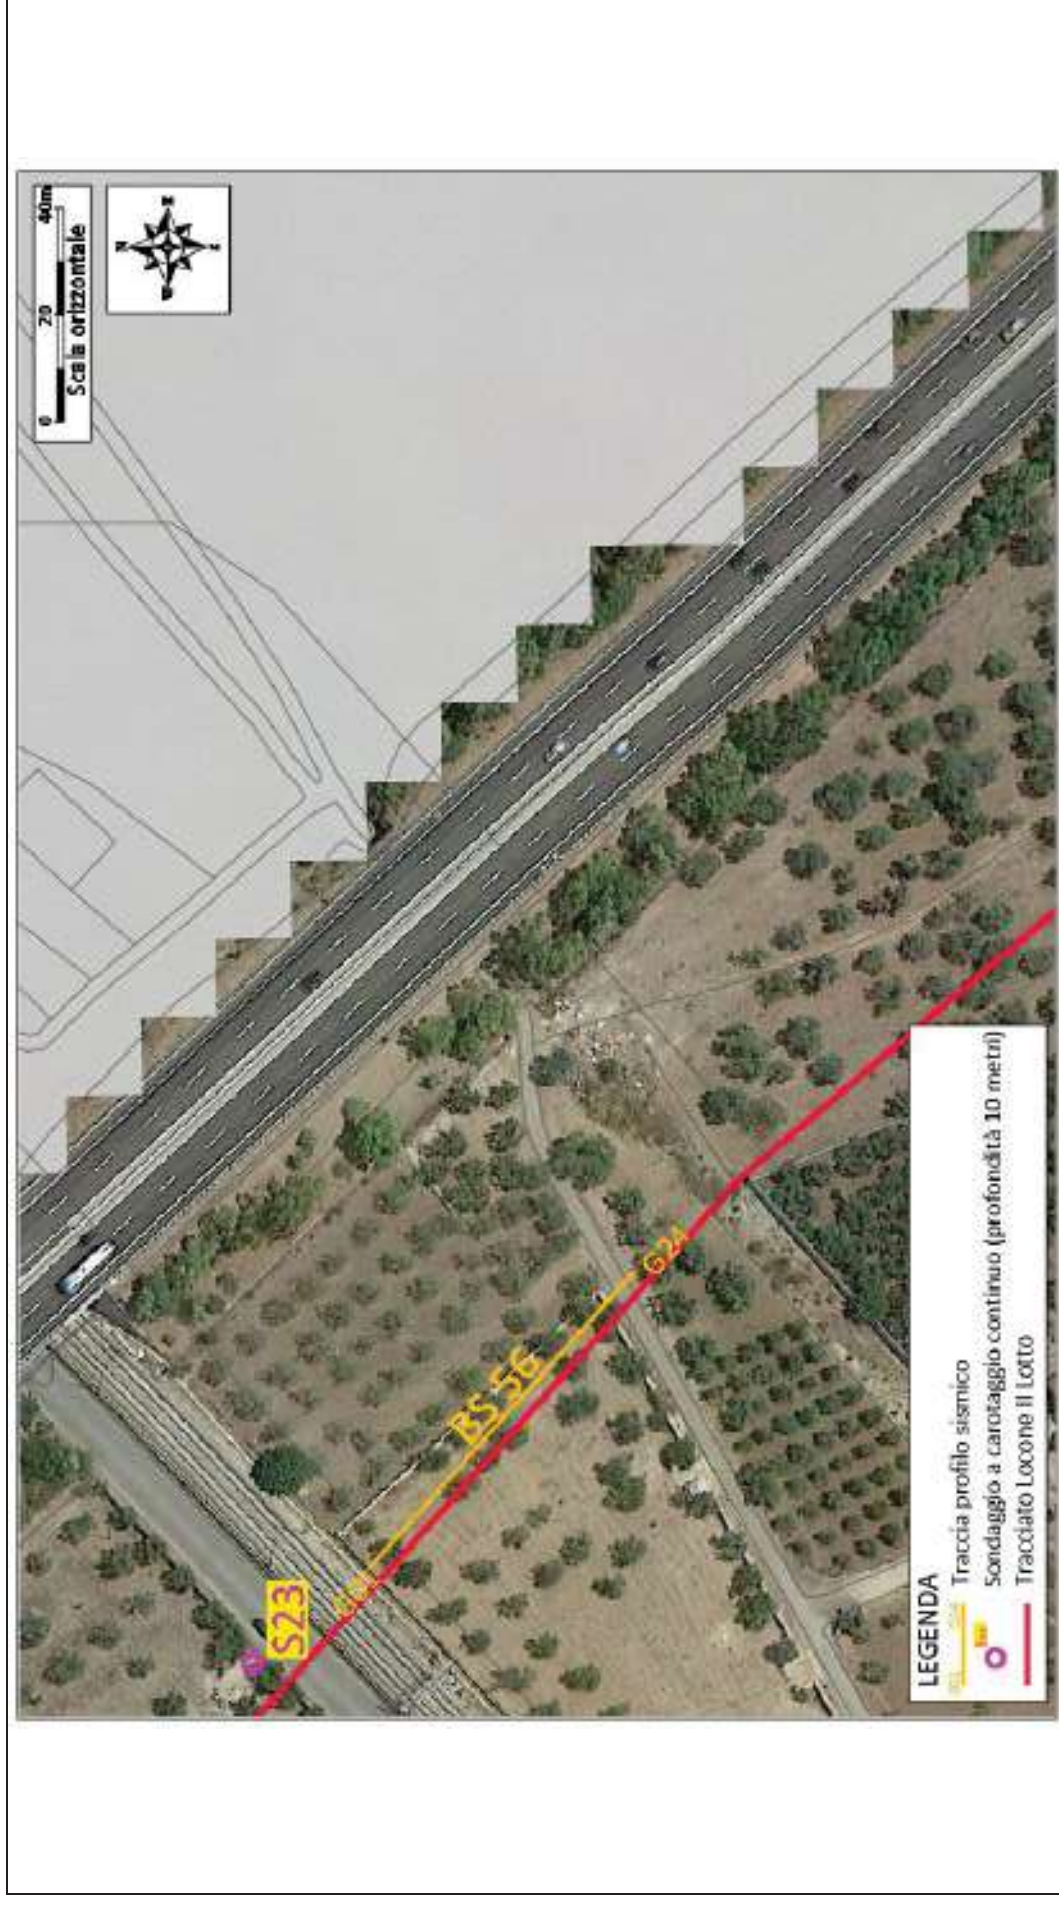 0 20 40m
Scala orizzontale
N
S23
BS 56
G24
LEGENDA
Traccia profilo sismico
Sondaggio a carotaggio continuo (profondità 10 metri)
Tracciato Locone II Lotto